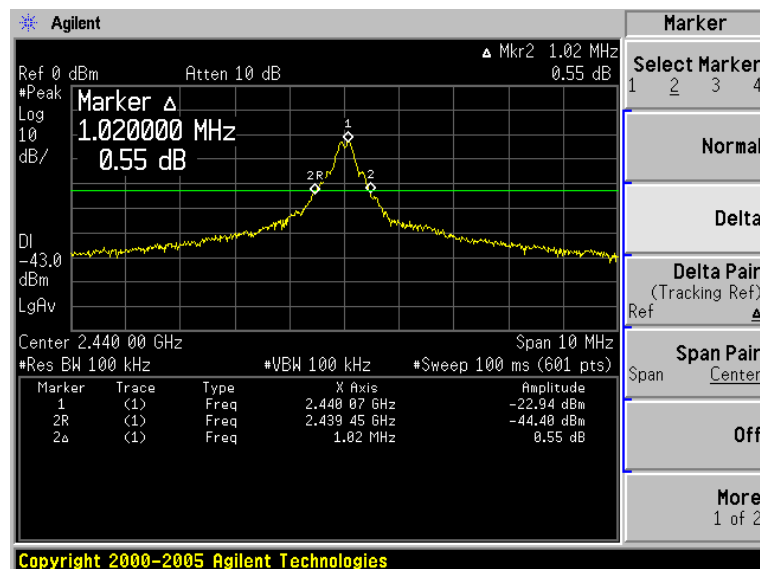 Agilent
Marker
Δ Mkr2 1.02 MHz
Ref 0 dBm Atten 10 dB 0.55 dB
#Peak
Log
10
dB/
Marker Δ
1.020000 MHz
0.55 dB
1
2R
2
DI
-43.0
dBm
LgAv
Center 2.440 00 GHz Span 10 MHz
#Res BW 100 kHz #VBW 100 kHz #Sweep 100 ms (601 pts)
Marker Trace Type X Axis Amplitude
1 (1) Freq 2.440 07 GHz -22.94 dBm
2R (1) Freq 2.439 45 GHz -44.40 dBm
2Δ (1) Freq 1.02 MHz 0.55 dB
Select Marker
1 2 3 4
Normal
Delta
Delta Pair
(Tracking Ref)
Ref Δ
Span Pair
Span Center
Off
More
1 of 2
Copyright 2000-2005 Agilent Technologies